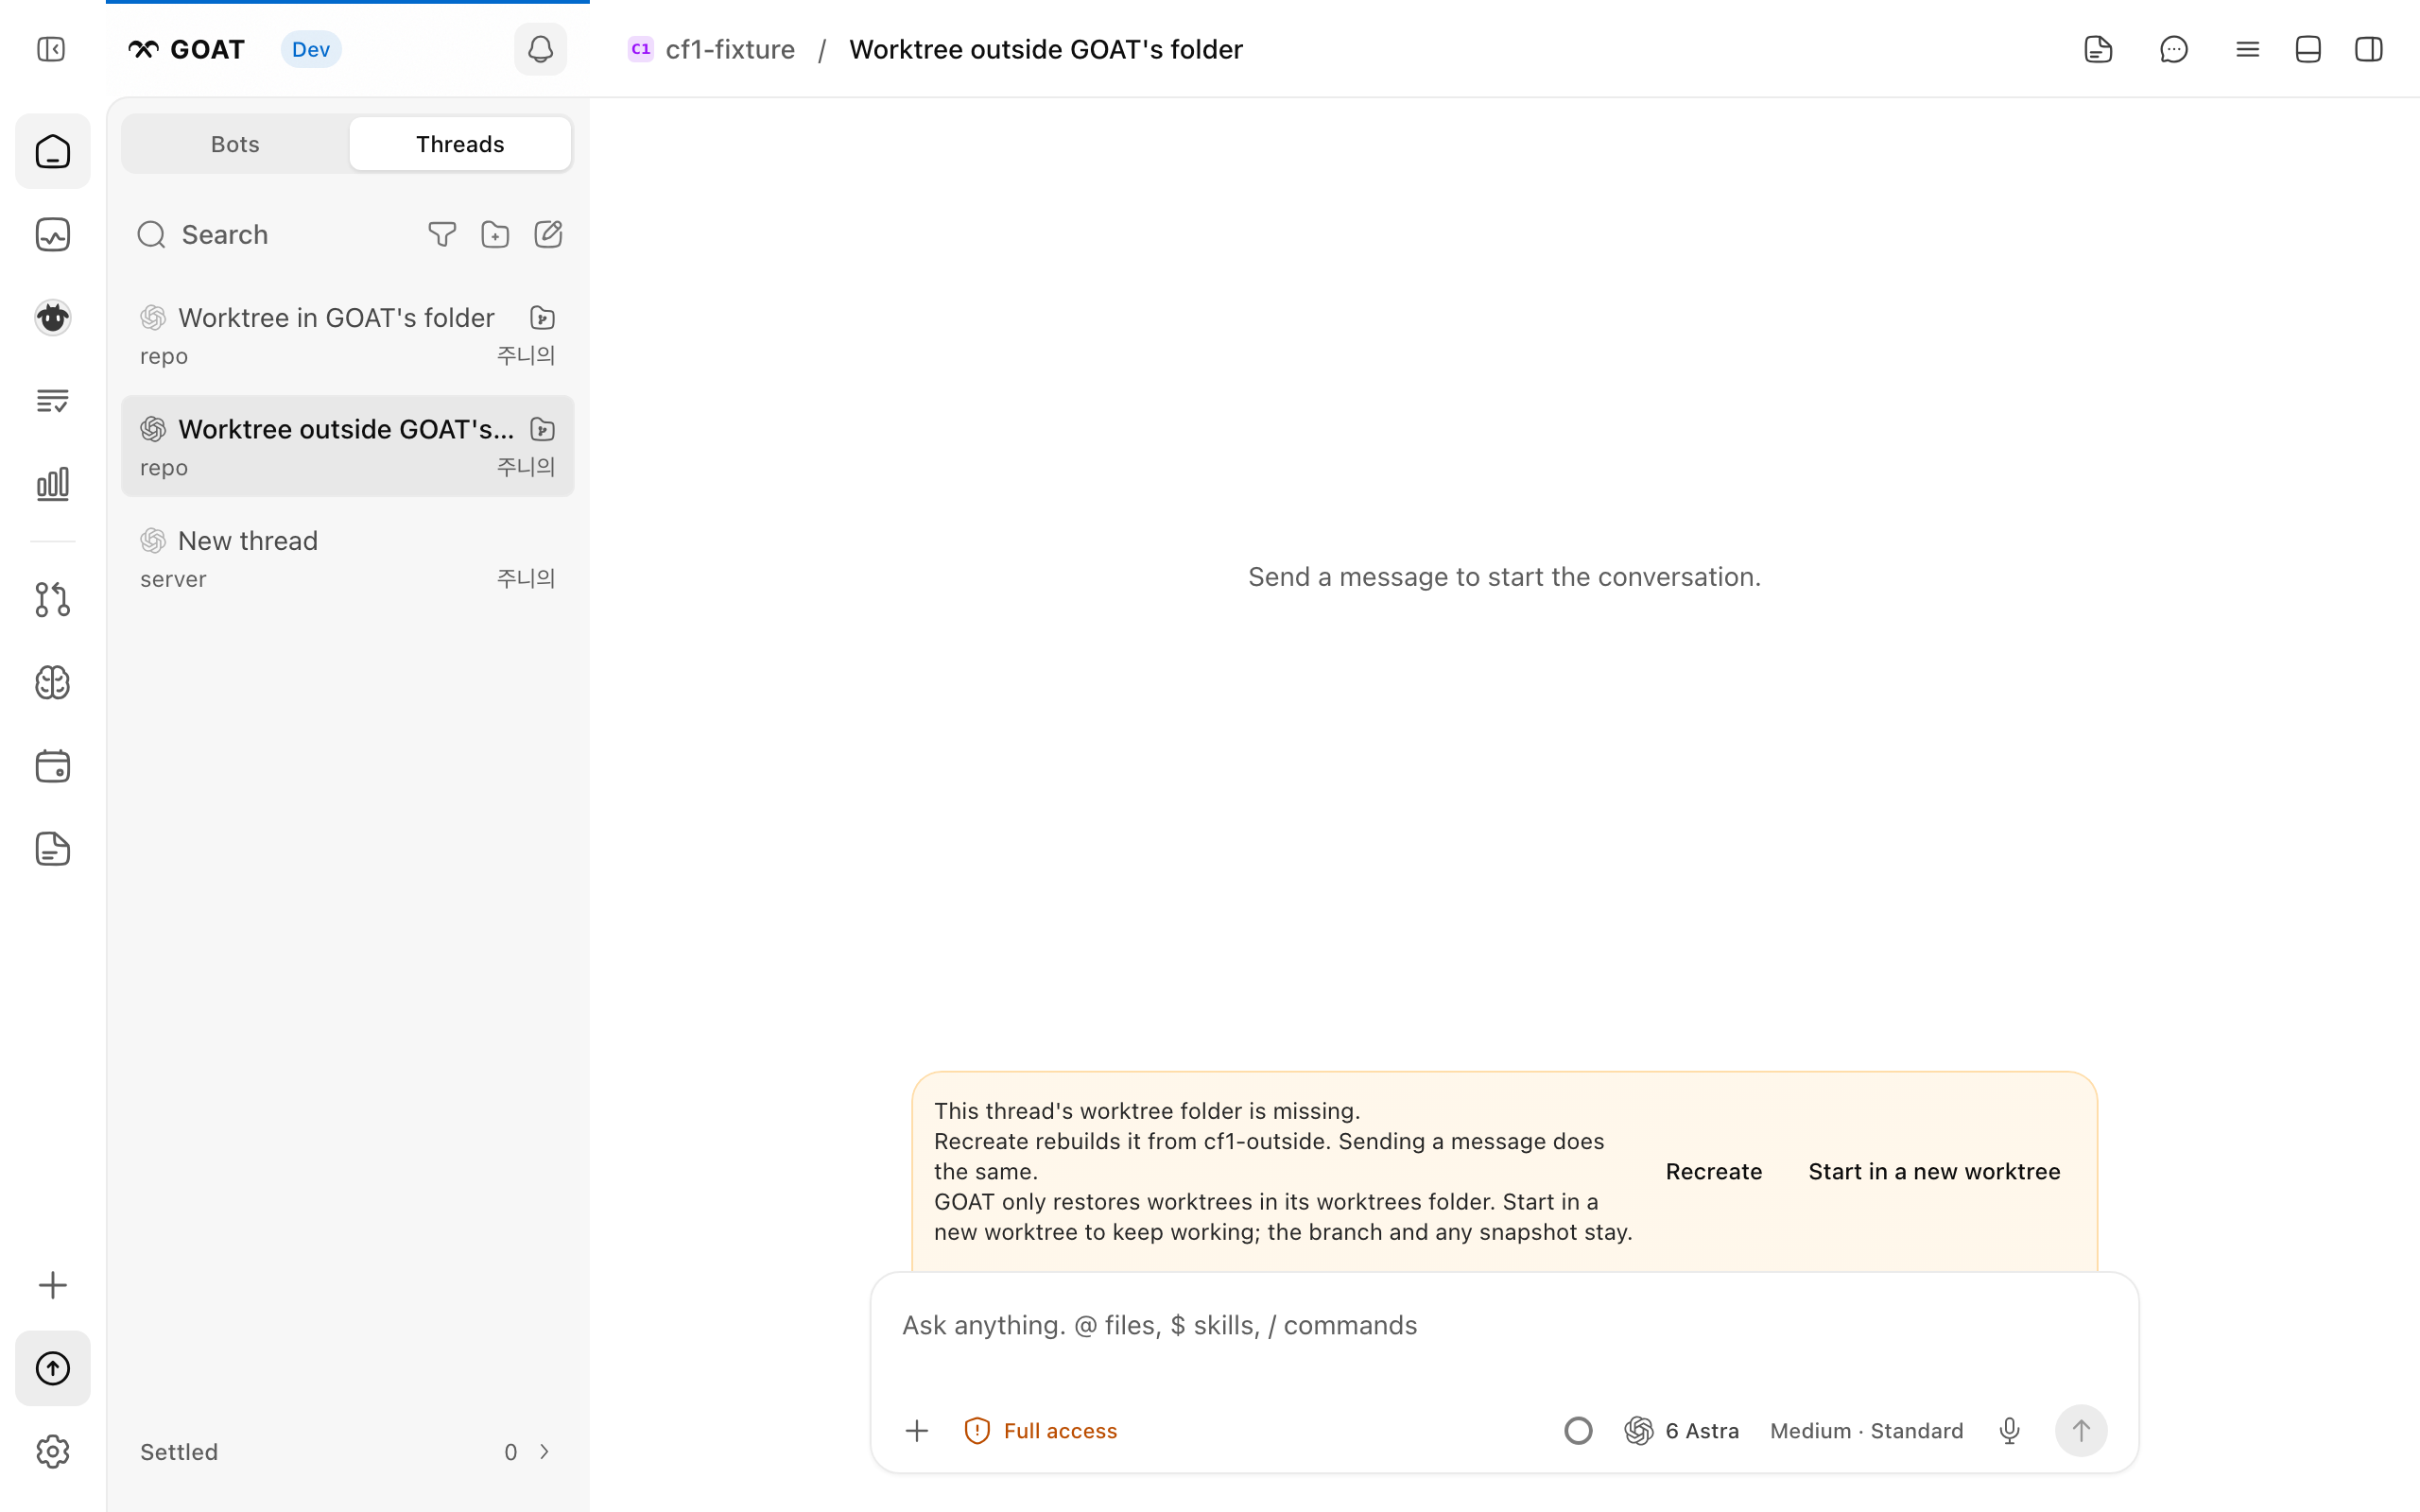 GOAT Dev
C1 cf1-fixture / Worktree outside GOAT's folder
Bots Threads
Search
Worktree in GOAT's folder
repo 주니의
Worktree outside GOAT's...
repo 주니의
New thread
server 주니의
Send a message to start the conversation.
This thread's worktree folder is missing.
Recreate rebuilds it from cf1-outside. Sending a message does
the same.
GOAT only restores worktrees in its worktrees folder. Start in a
new worktree to keep working; the branch and any snapshot stay.
Recreate Start in a new worktree
Ask anything. @ files, $ skills, / commands
Full access 6 Astra Medium · Standard
Settled 0